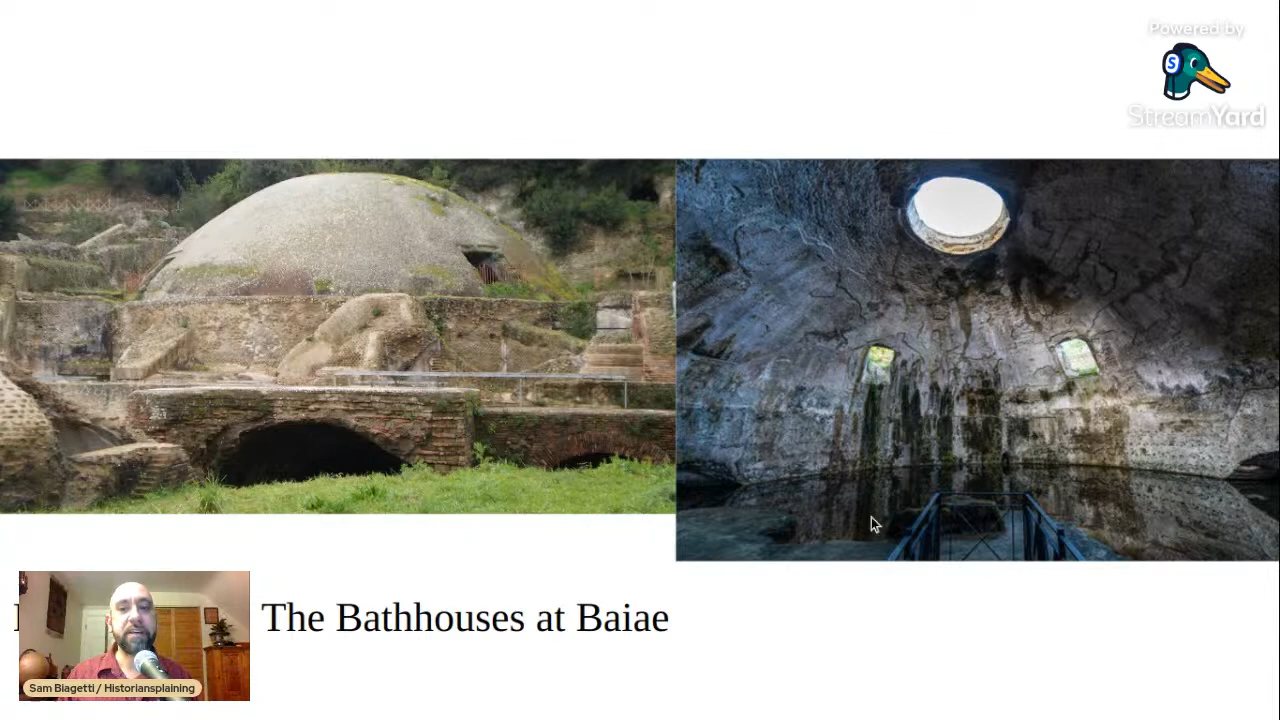 Powered by
StreamYard
The Bathhouses at Baiae
Sam Biagetti / Historiansplaining